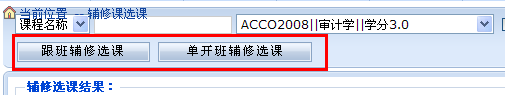 当前位置 -- 辅修课选课
课程名称 ACCO2008||审计学||学分3.0
跟班辅修选课 单开班辅修选课
辅修选课结果：